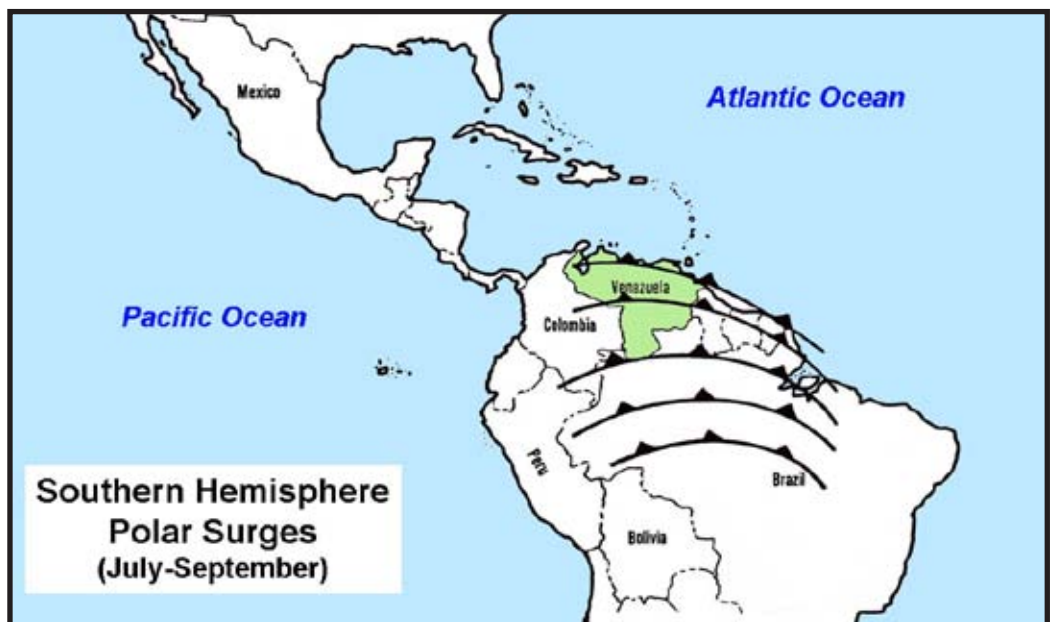 Mexico
Atlantic Ocean
Venezuela
Pacific Ocean
Colombia
Peru
Brazil
Southern Hemisphere
Polar Surges
(July-September)
Bolivia